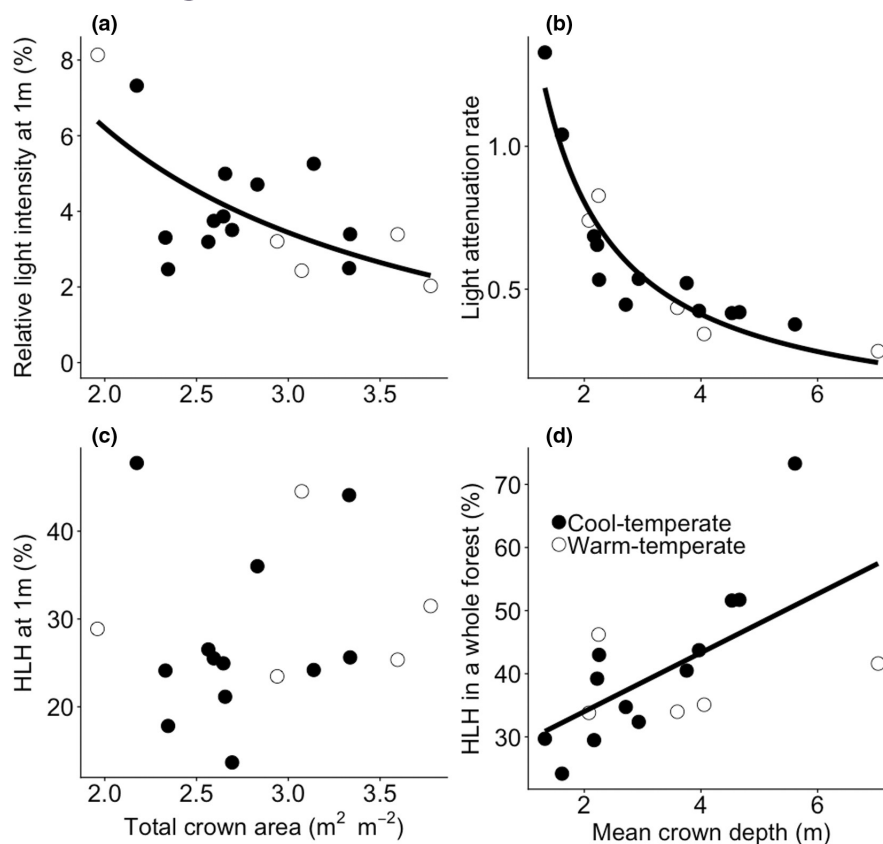 (a)
Relative light intensity at 1m (%)
8
6
4
2
0
2.0 2.5 3.0 3.5
(b)
Light attenuation rate
1.0
0.5
2 4 6
(c)
HLH at 1m (%)
40
30
20
2.0 2.5 3.0 3.5
Total crown area (m² m⁻²)
(d)
HLH in a whole forest (%)
70
60
50
40
30
Cool-temperate
Warm-temperate
2 4 6
Mean crown depth (m)